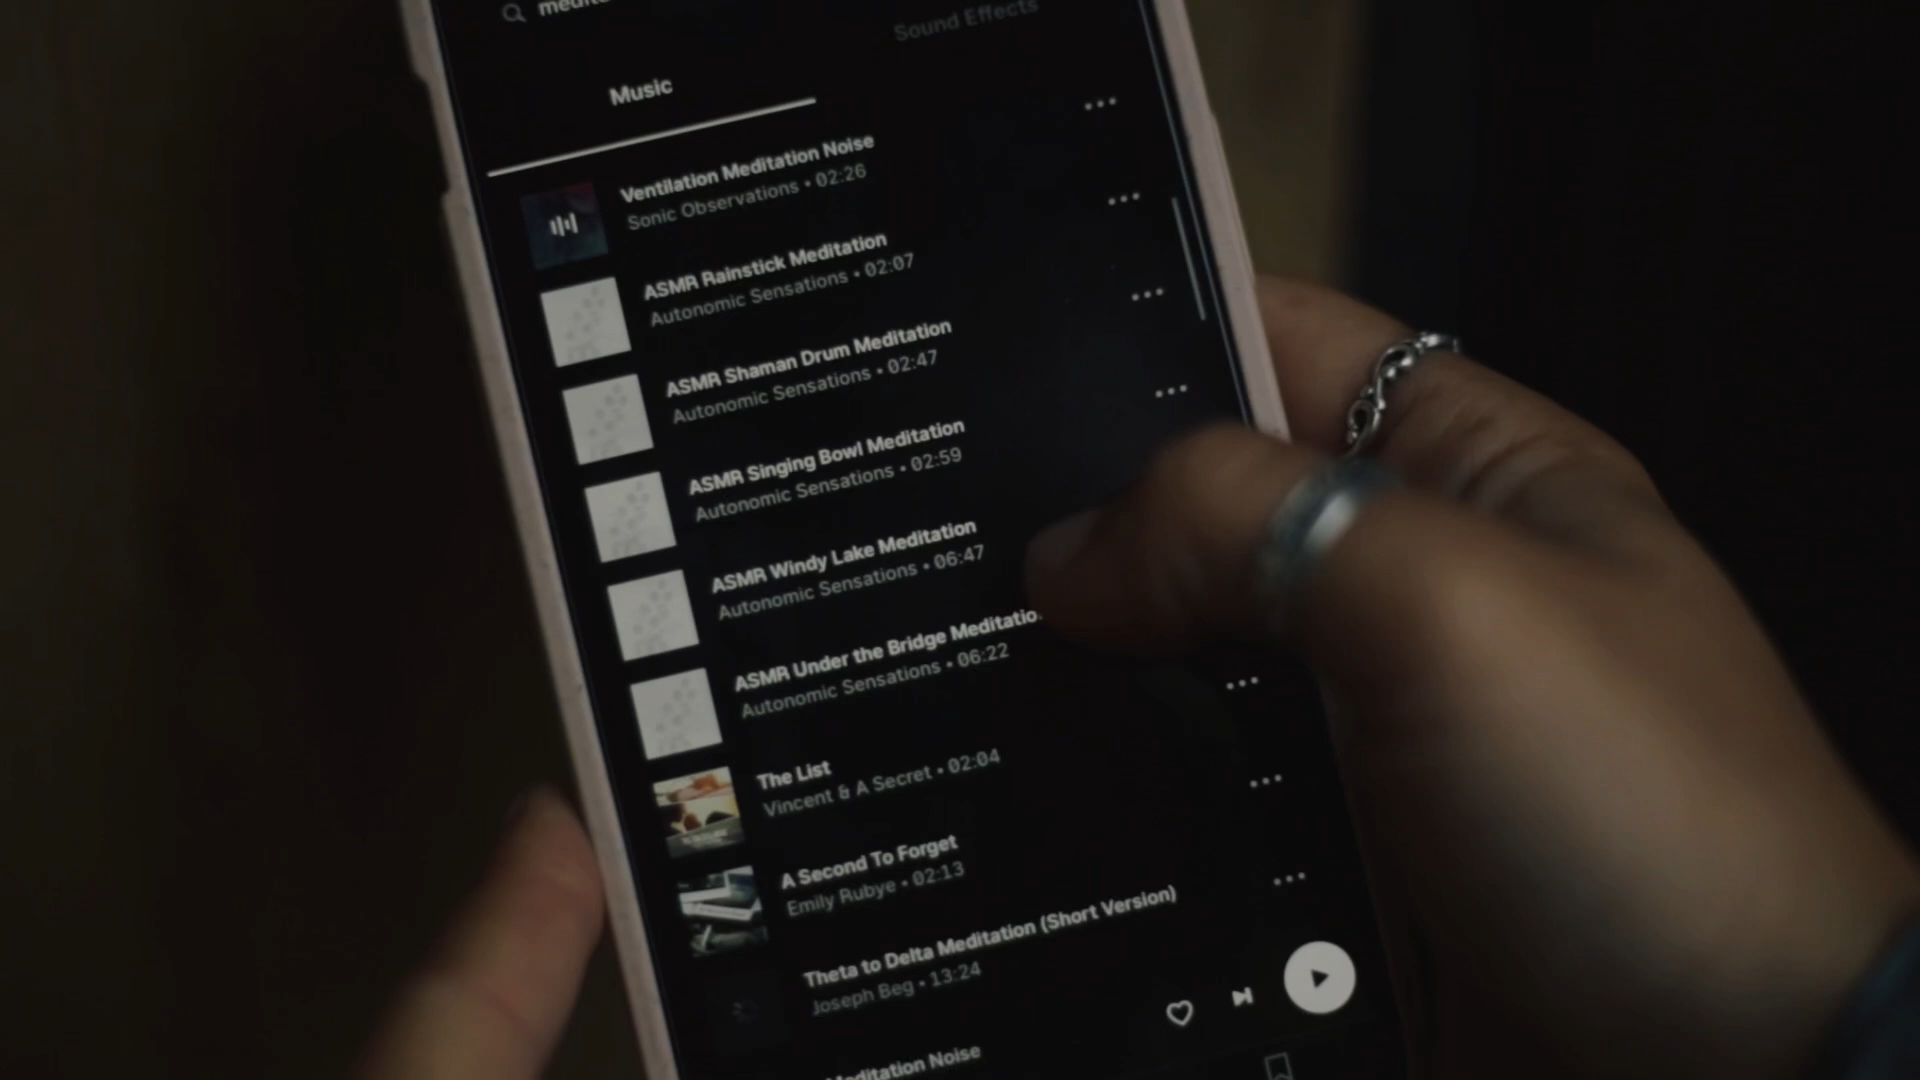 Sound Effects
Music
Ventilation Meditation Noise
Sonic Observations • 02:26
ASMR Rainstick Meditation
Autonomic Sensations • 02:07
ASMR Shaman Drum Meditation
Autonomic Sensations • 02:47
ASMR Singing Bowl Meditation
Autonomic Sensations • 02:59
ASMR Windy Lake Meditation
Autonomic Sensations • 06:47
ASMR Under the Bridge Meditatio
Autonomic Sensations • 06:22
The List
Vincent & A Secret • 02:04
A Second To Forget
Emily Rubye • 02:13
Theta to Delta Meditation (Short Version)
Joseph Beg • 13:24
Meditation Noise